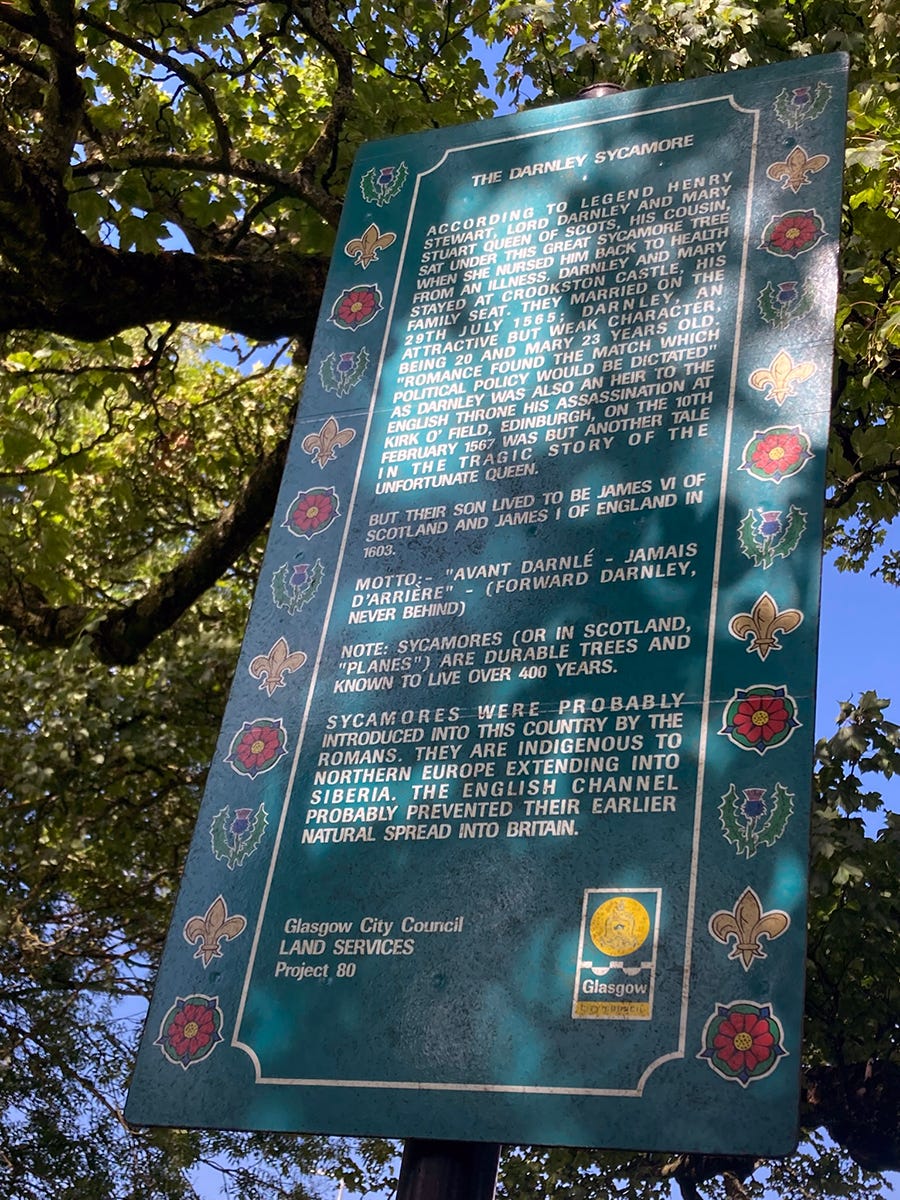 THE DARNLEY SYCAMORE
ACCORDING TO LEGEND HENRY
STEWART, LORD DARNLEY AND MARY
STUART QUEEN OF SCOTS, HIS COUSIN,
SAT UNDER THIS GREAT SYCAMORE TREE
WHEN SHE NURSED HIM BACK TO HEALTH
FROM AN ILLNESS. DARNLEY AND MARY
STAYED AT CROOKSTON CASTLE, HIS
FAMILY SEAT. THEY MARRIED ON THE
29TH JULY 1565; DARNLEY, AN
ATTRACTIVE BUT WEAK CHARACTER,
BEING 20 AND MARY 23 YEARS OLD.
"ROMANCE FOUND THE MATCH WHICH
POLITICAL POLICY WOULD BE DICTATED"
AS DARNLEY WAS ALSO AN HEIR TO THE
ENGLISH THRONE HIS ASSASSINATION AT
KIRK O' FIELD, EDINBURGH, ON THE 10TH
FEBRUARY 1567 WAS BUT ANOTHER TALE
IN THE TRAGIC STORY OF THE
UNFORTUNATE QUEEN.
BUT THEIR SON LIVED TO BE JAMES VI OF
SCOTLAND AND JAMES I OF ENGLAND IN
1603.
MOTTO:- "AVANT DARNLÉ - JAMAIS
D'ARRIÈRE" - (FORWARD DARNLEY,
NEVER BEHIND)
NOTE: SYCAMORES (OR IN SCOTLAND,
"PLANES") ARE DURABLE TREES AND
KNOWN TO LIVE OVER 400 YEARS.
SYCAMORES WERE PROBABLY
INTRODUCED INTO THIS COUNTRY BY THE
ROMANS. THEY ARE INDIGENOUS TO
NORTHERN EUROPE EXTENDING INTO
SIBERIA. THE ENGLISH CHANNEL
PROBABLY PREVENTED THEIR EARLIER
NATURAL SPREAD INTO BRITAIN.
Glasgow City Council
LAND SERVICES
Project 80
Glasgow
CITY COUNCIL